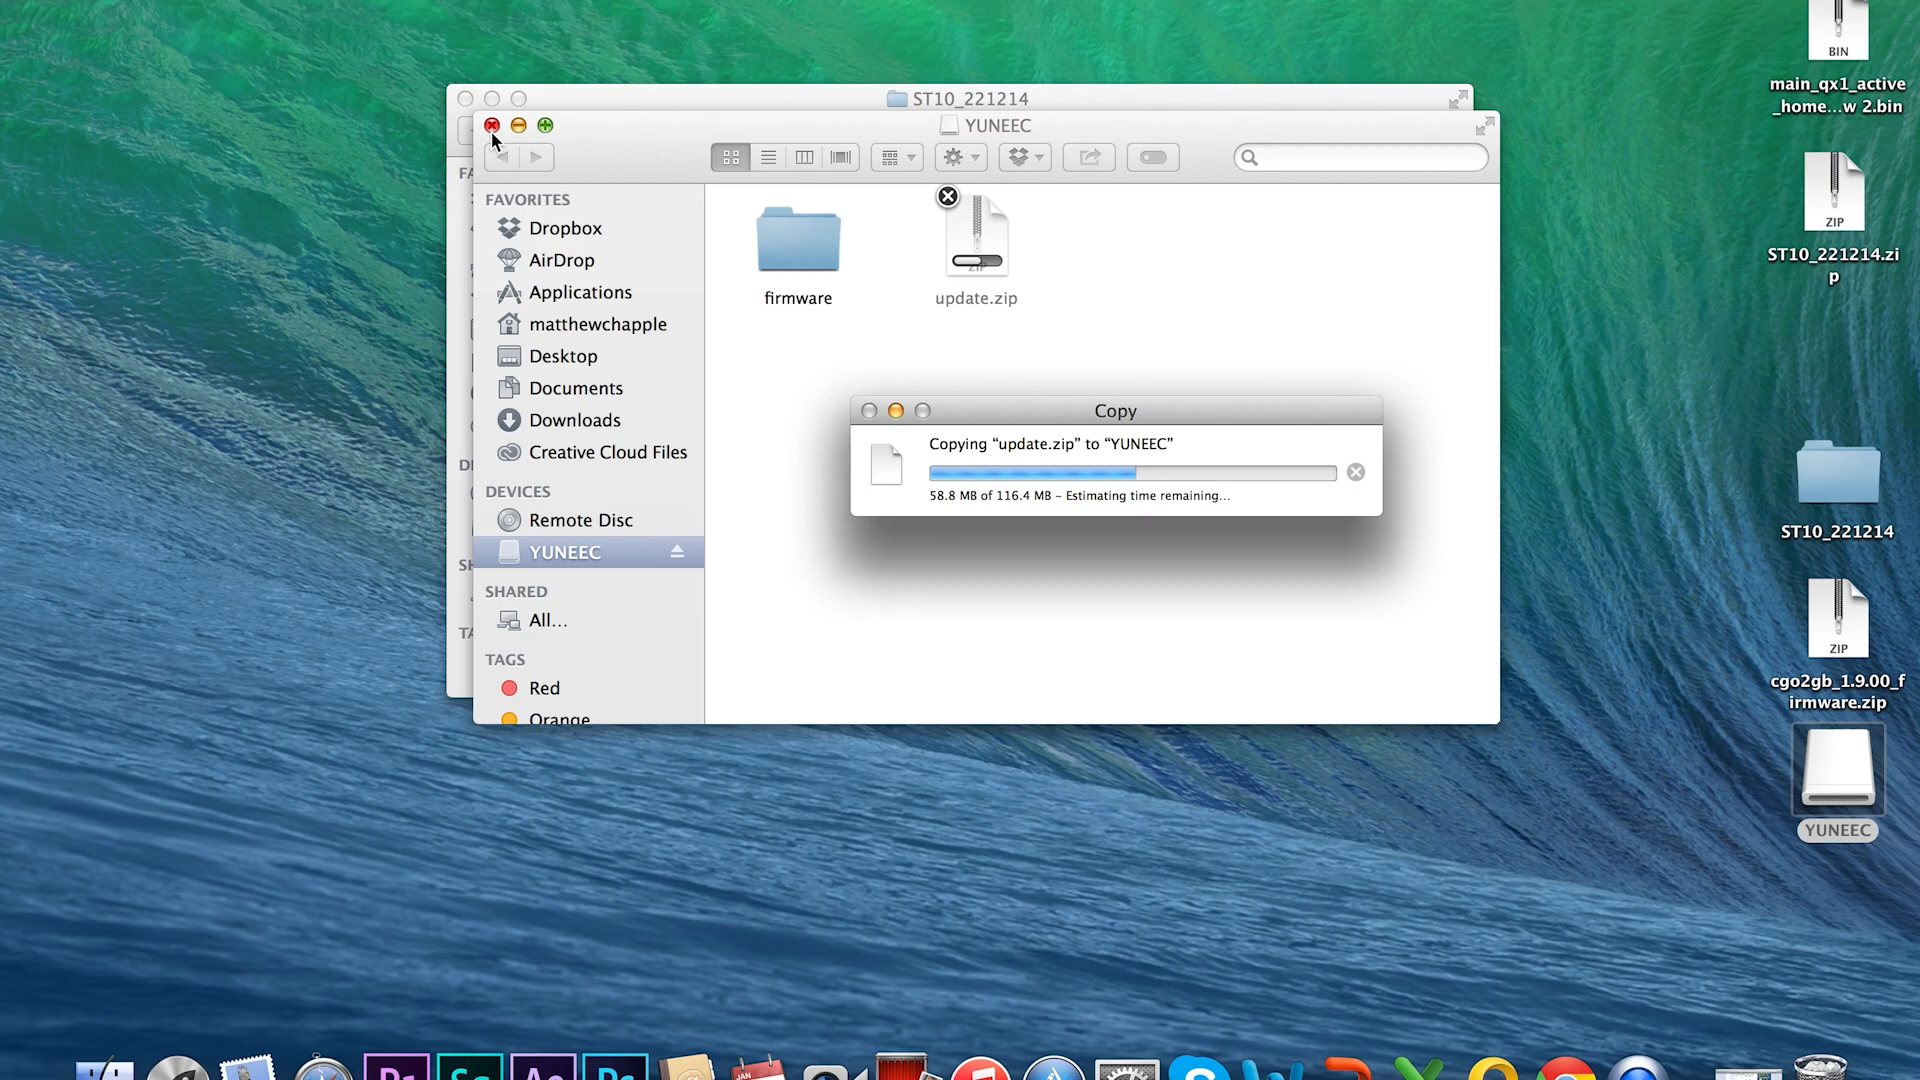 ST10_221214
YUNEEC
FAVORITES
Dropbox
AirDrop
Applications
matthewchapple
Desktop
Documents
Downloads
Creative Cloud Files
DEVICES
Remote Disc
YUNEEC
SHARED
All...
TAGS
Red
Orange
firmware
ZIP
update.zip
Copy
Copying “update.zip” to “YUNEEC”
58.8 MB of 116.4 MB – Estimating time remaining...
BIN
main_qx1_active
_home...w 2.bin
ZIP
ST10_221214.zi
p
ST10_221214
ZIP
cgo2gb_1.9.00_f
irmware.zip
YUNEEC
JAN